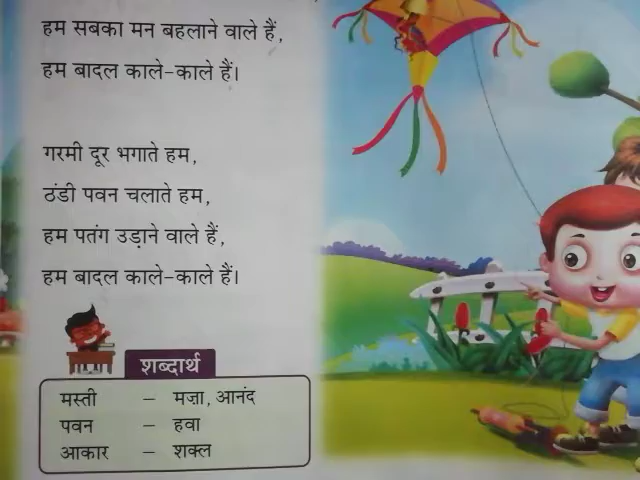 हम सबका मन बहलाने वाले हैं,
हम बादल काले-काले हैं।
गरमी दूर भगाते हम,
ठंडी पवन चलाते हम,
हम पतंग उड़ाने वाले हैं,
हम बादल काले-काले हैं।
शब्दार्थ
मस्ती – मज़ा, आनंद
पवन – हवा
आकार – शक्ल